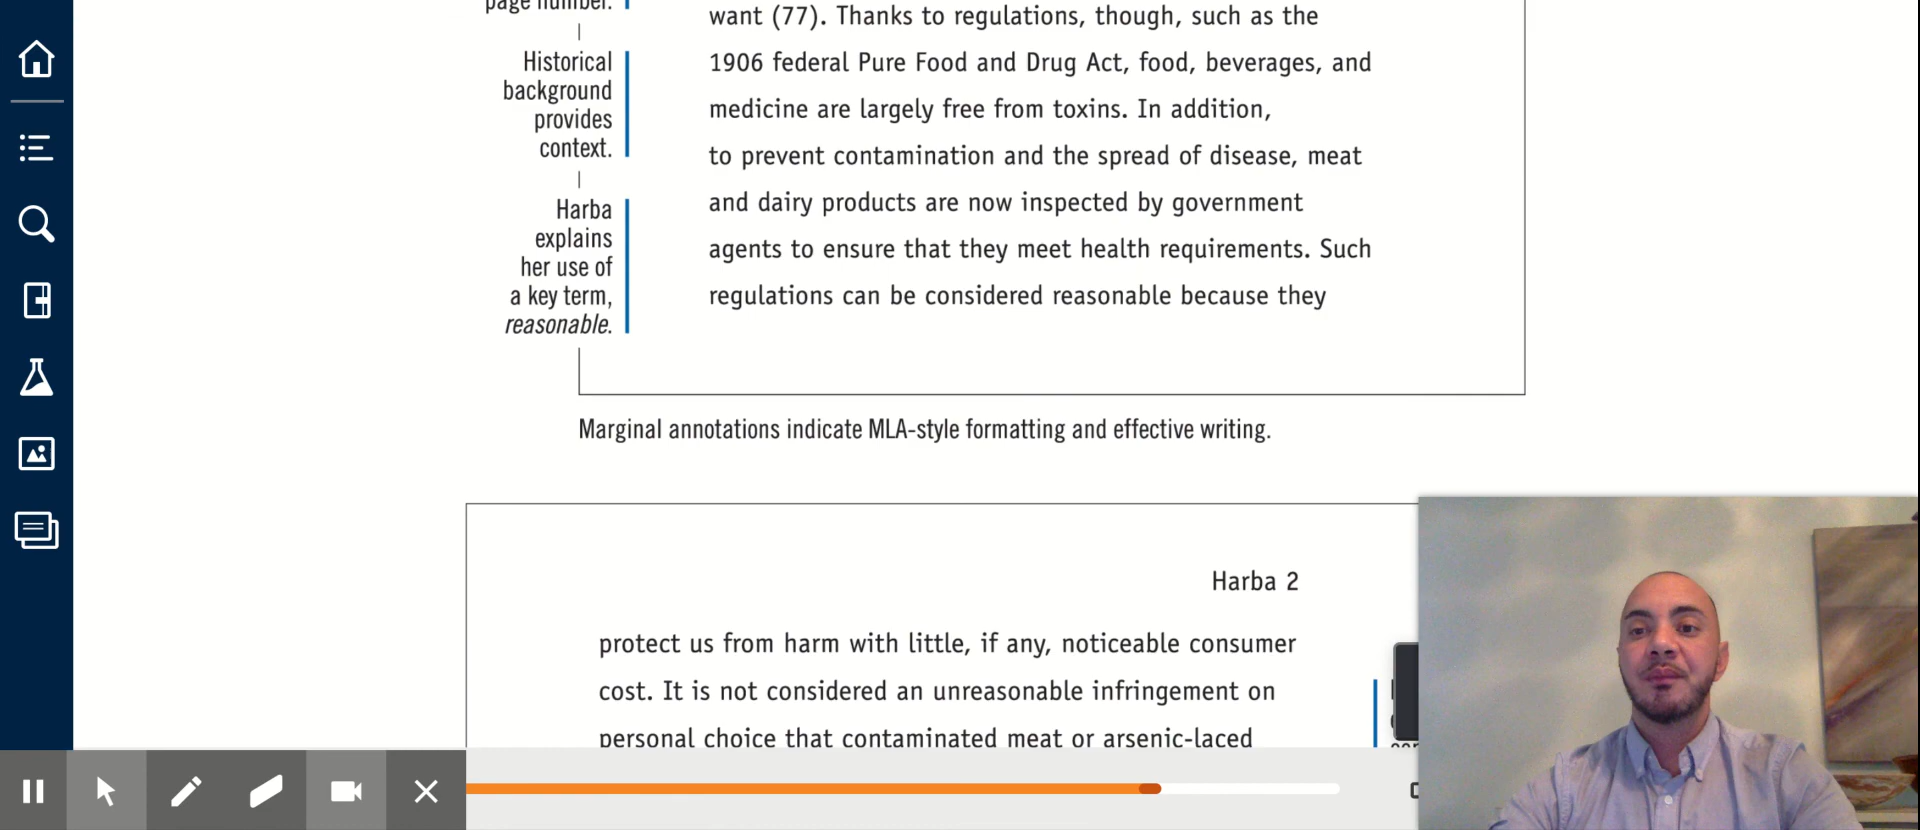 page number.
want (77). Thanks to regulations, though, such as the
Historical
background
provides
context.
1906 federal Pure Food and Drug Act, food, beverages, and
medicine are largely free from toxins. In addition,
to prevent contamination and the spread of disease, meat
Harba
explains
her use of
a key term,
reasonable.
and dairy products are now inspected by government
agents to ensure that they meet health requirements. Such
regulations can be considered reasonable because they
Marginal annotations indicate MLA-style formatting and effective writing.
Harba 2
protect us from harm with little, if any, noticeable consumer
cost. It is not considered an unreasonable infringement on
personal choice that contaminated meat or arsenic-laced